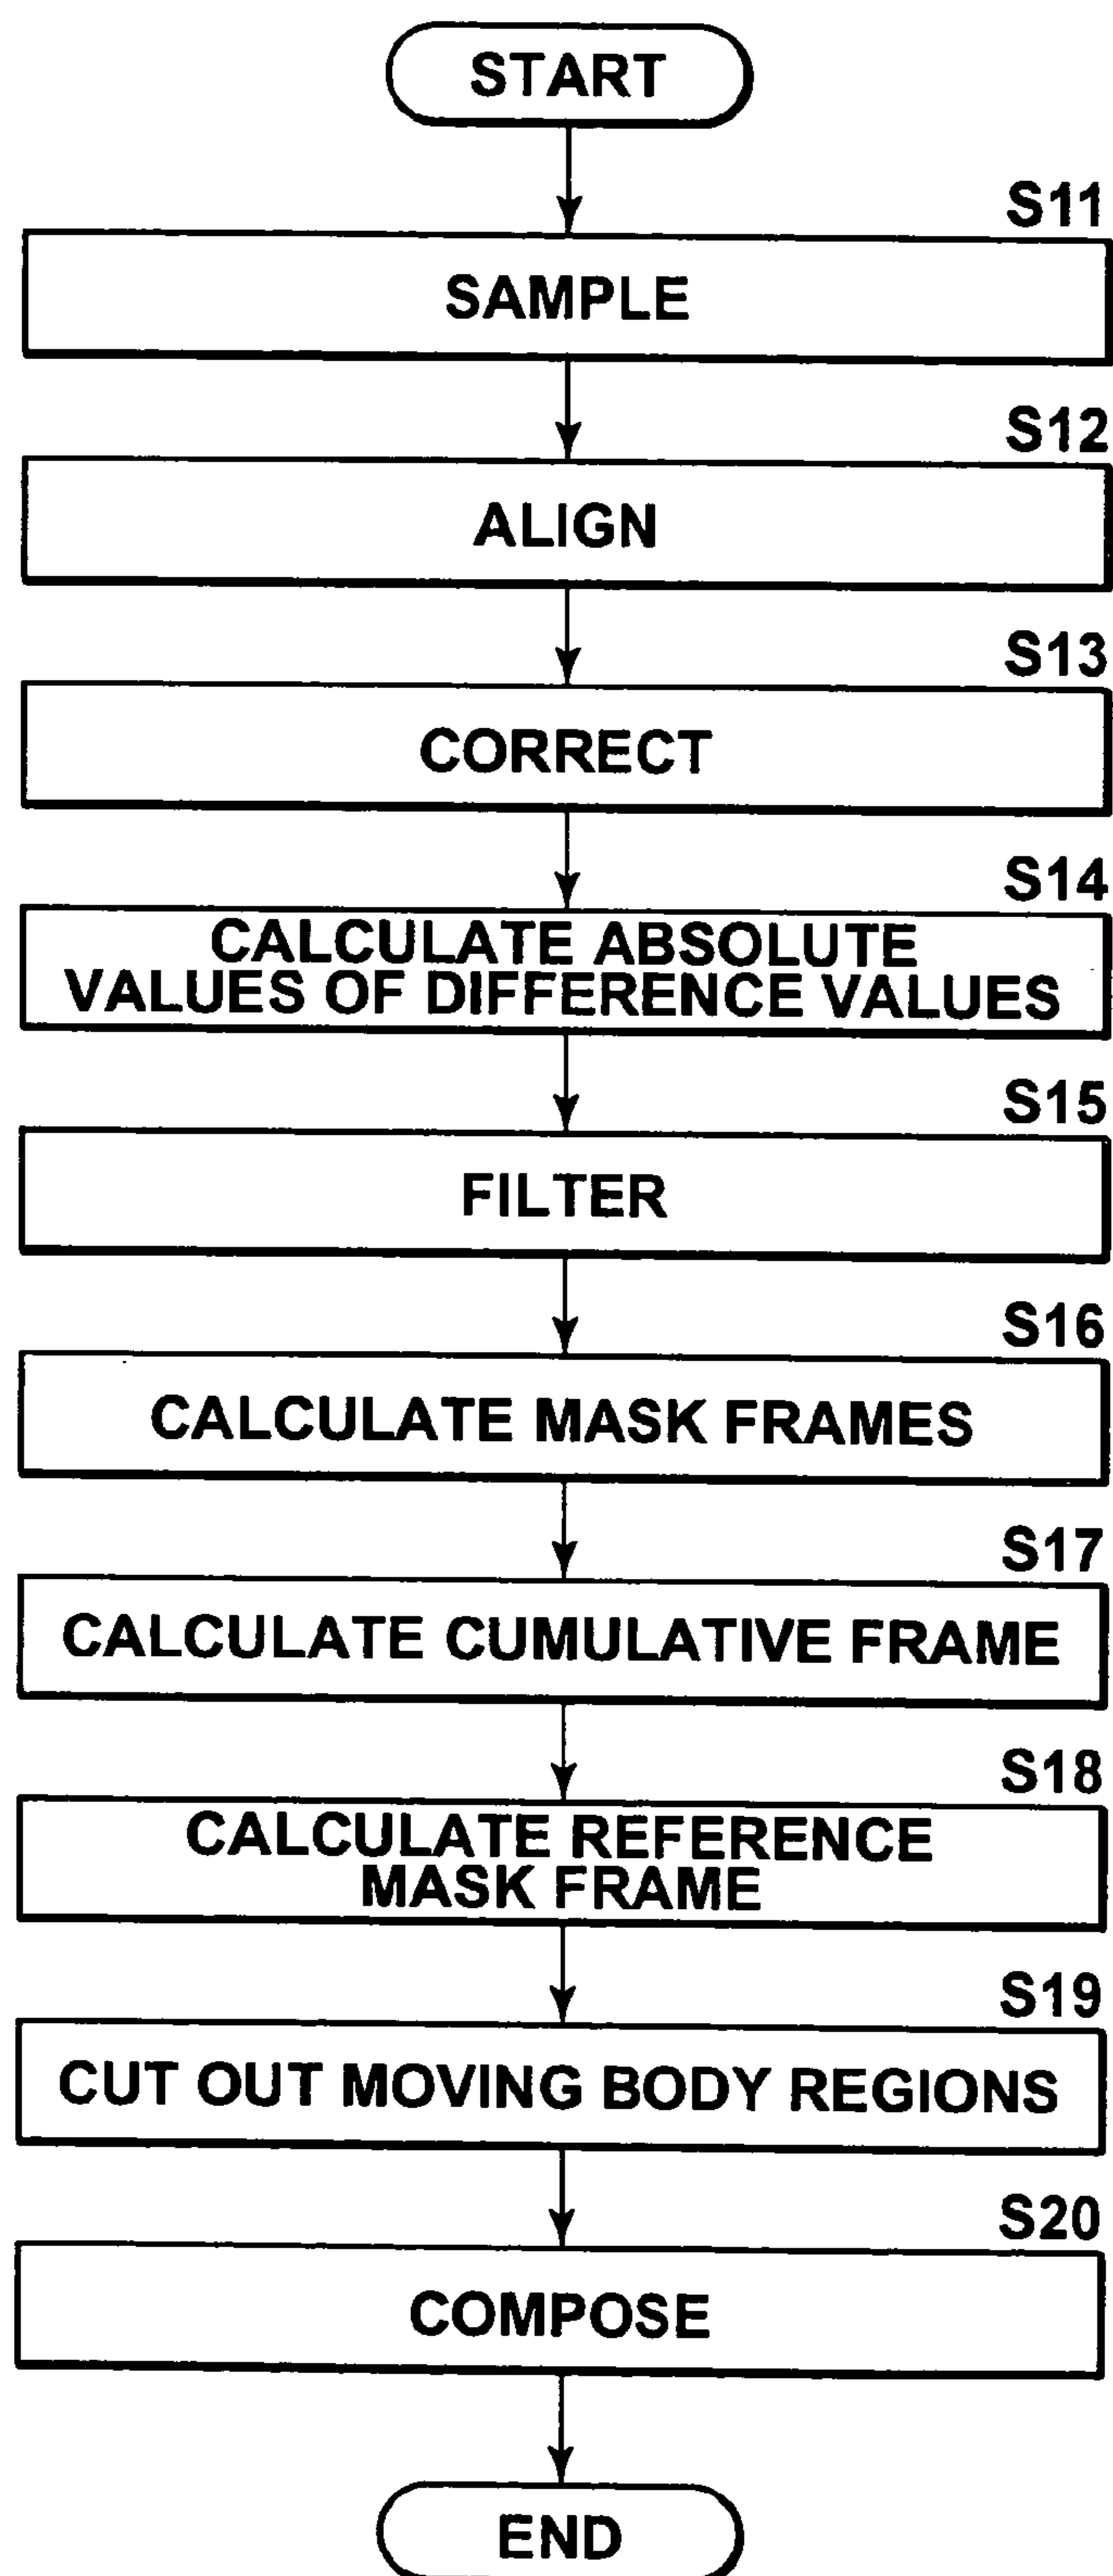 START
S11
SAMPLE
S12
ALIGN
S13
CORRECT
S14
CALCULATE ABSOLUTE
VALUES OF DIFFERENCE VALUES
S15
FILTER
S16
CALCULATE MASK FRAMES
S17
CALCULATE CUMULATIVE FRAME
S18
CALCULATE REFERENCE
MASK FRAME
S19
CUT OUT MOVING BODY REGIONS
S20
COMPOSE
END